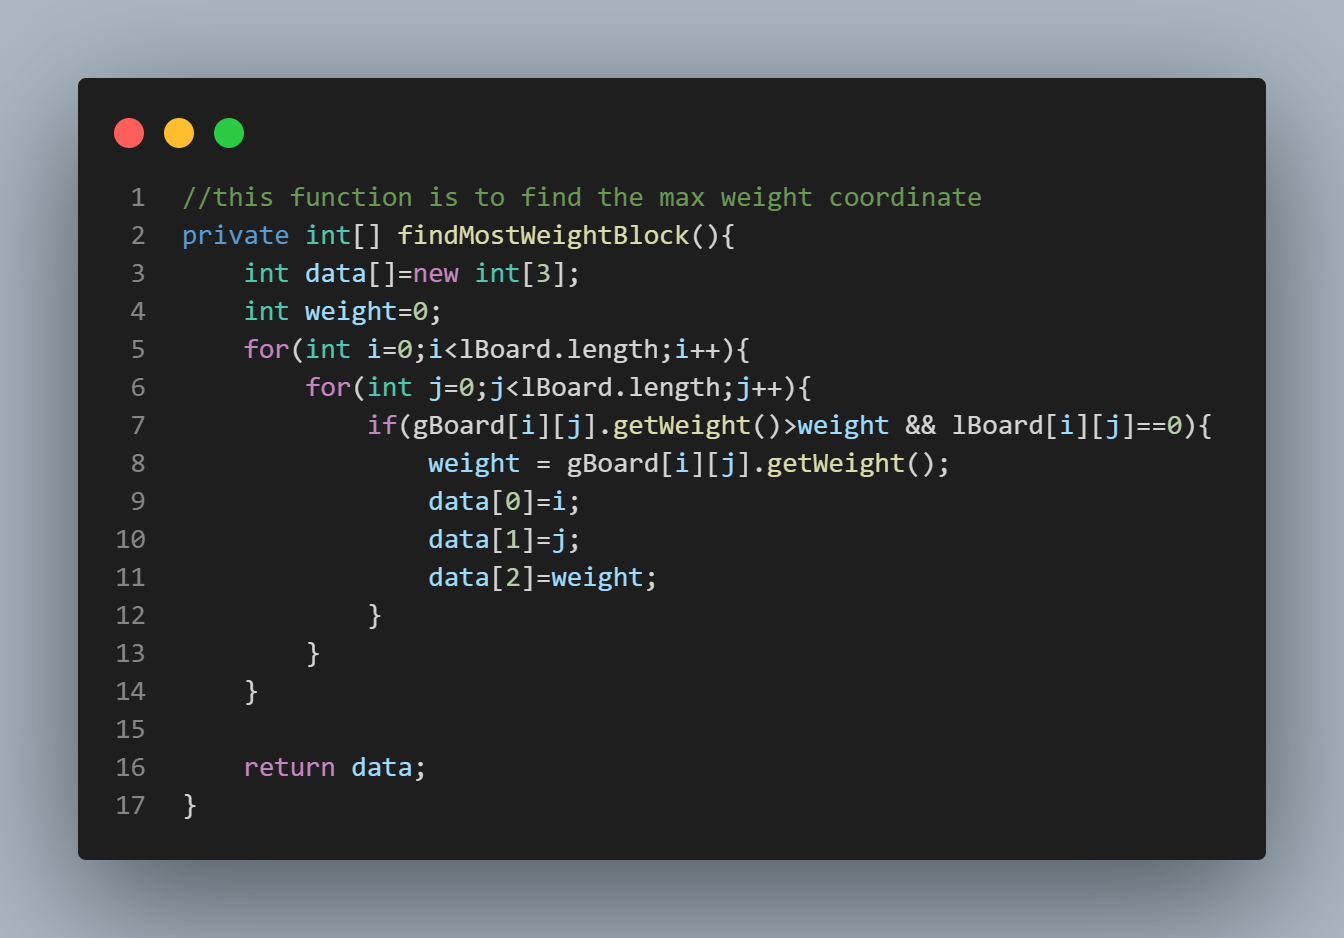 1 //this function is to find the max weight coordinate
2 private int[] findMostWeightBlock(){
3     int data[]=new int[3];
4     int weight=0;
5     for(int i=0;i<lBoard.length;i++){
6         for(int j=0;j<lBoard.length;j++){
7             if(gBoard[i][j].getWeight()>weight && lBoard[i][j]==0){
8                 weight = gBoard[i][j].getWeight();
9                 data[0]=i;
10                 data[1]=j;
11                 data[2]=weight;
12             }
13         }
14     }
15
16     return data;
17 }